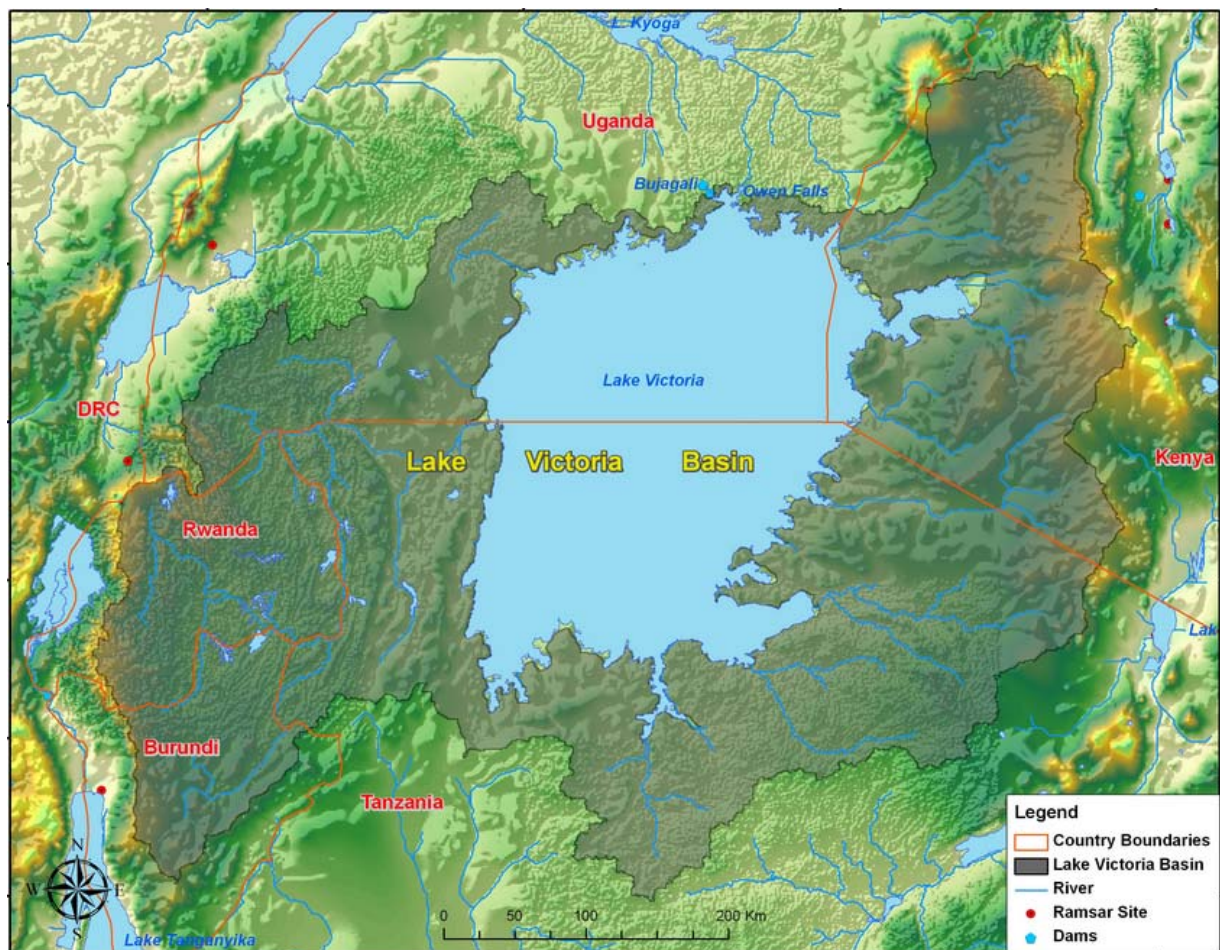 L. Kyoga
Uganda
Bujagali
Owen Falls
Lake Victoria
DRC
Lake Victoria Basin
Kenya
Rwanda
Lake
Burundi
Tanzania
Lake Tanganyika
N
W E
S
0 50 100 200 Km
Legend
Country Boundaries
Lake Victoria Basin
River
Ramsar Site
Dams